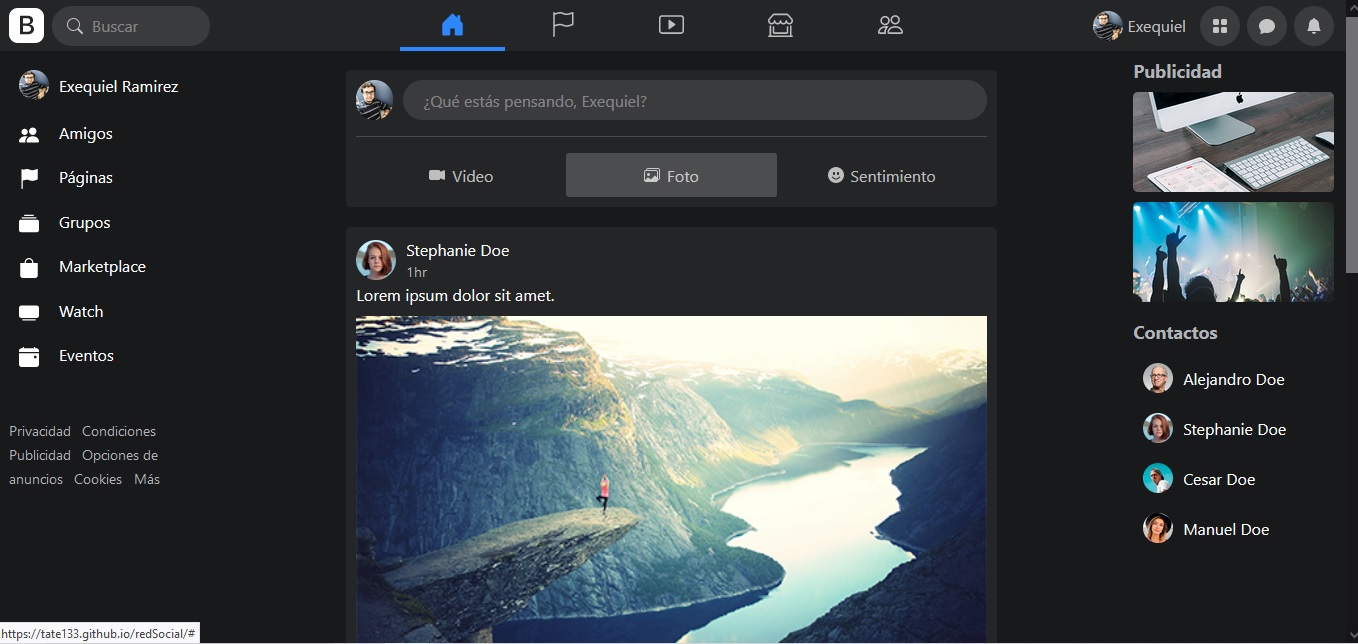 B
Buscar
Exequiel
Exequiel Ramirez
Amigos
Páginas
Grupos
Marketplace
Watch
Eventos
Privacidad Condiciones
Publicidad Opciones de
anuncios Cookies Más
¿Qué estás pensando, Exequiel?
Video
Foto
Sentimiento
Stephanie Doe
1hr
Lorem ipsum dolor sit amet.
Publicidad
Contactos
Alejandro Doe
Stephanie Doe
Cesar Doe
Manuel Doe
https://tate133.github.io/redSocial/#